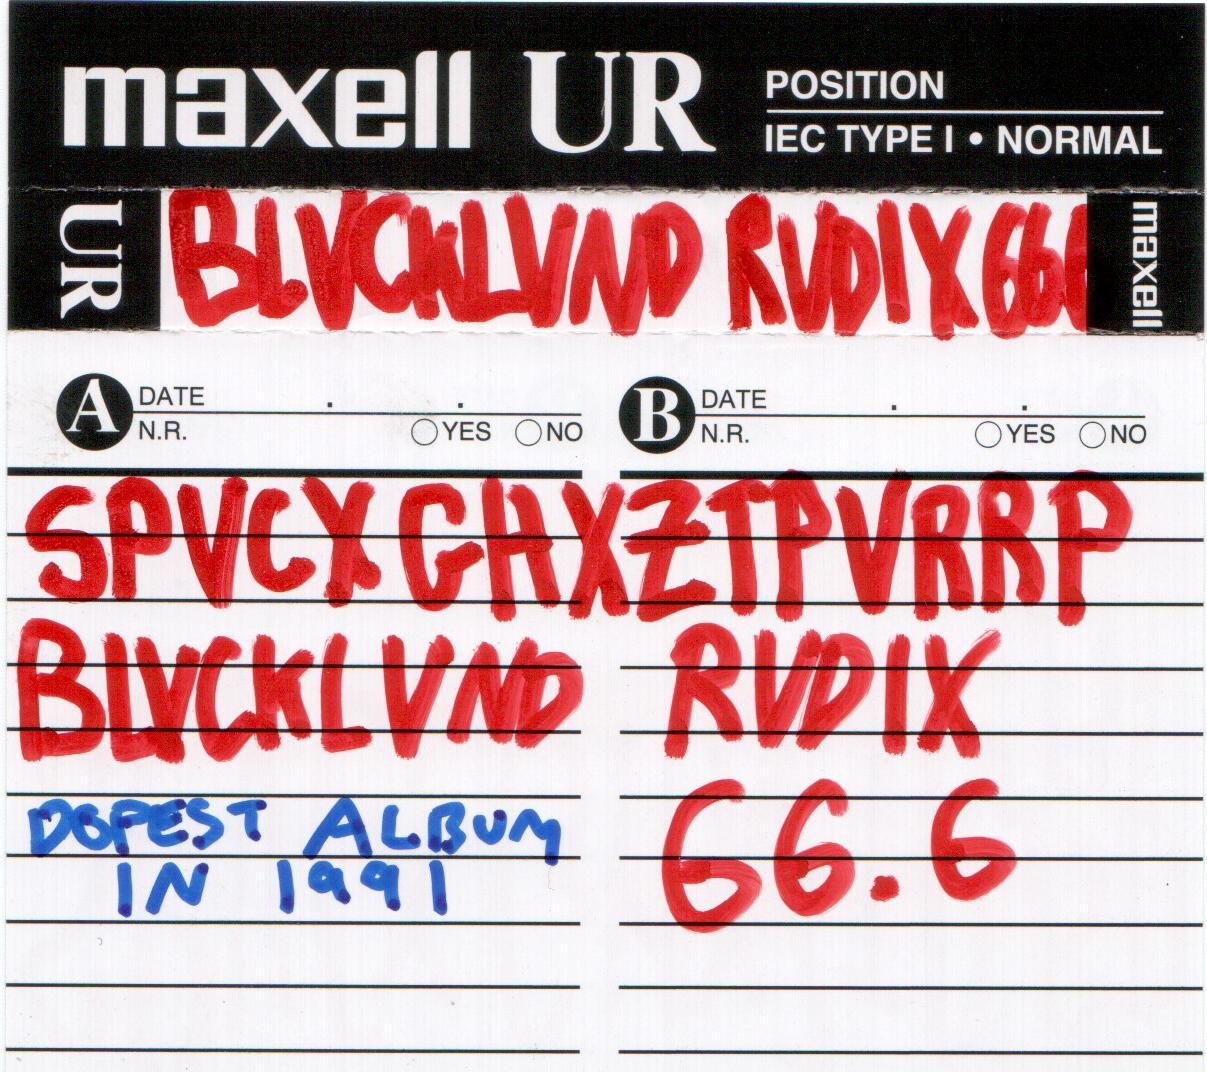 maxell UR
POSITION
IEC TYPE I • NORMAL
UR
BLVCKLVND RVDIX 666
maxell
A DATE . .
N.R. YES NO
B DATE . .
N.R. YES NO
SPVCX GHXZTPVRRP
BLVCKLVND RVDIX
66.6
DOPEST ALBUM
IN 1991